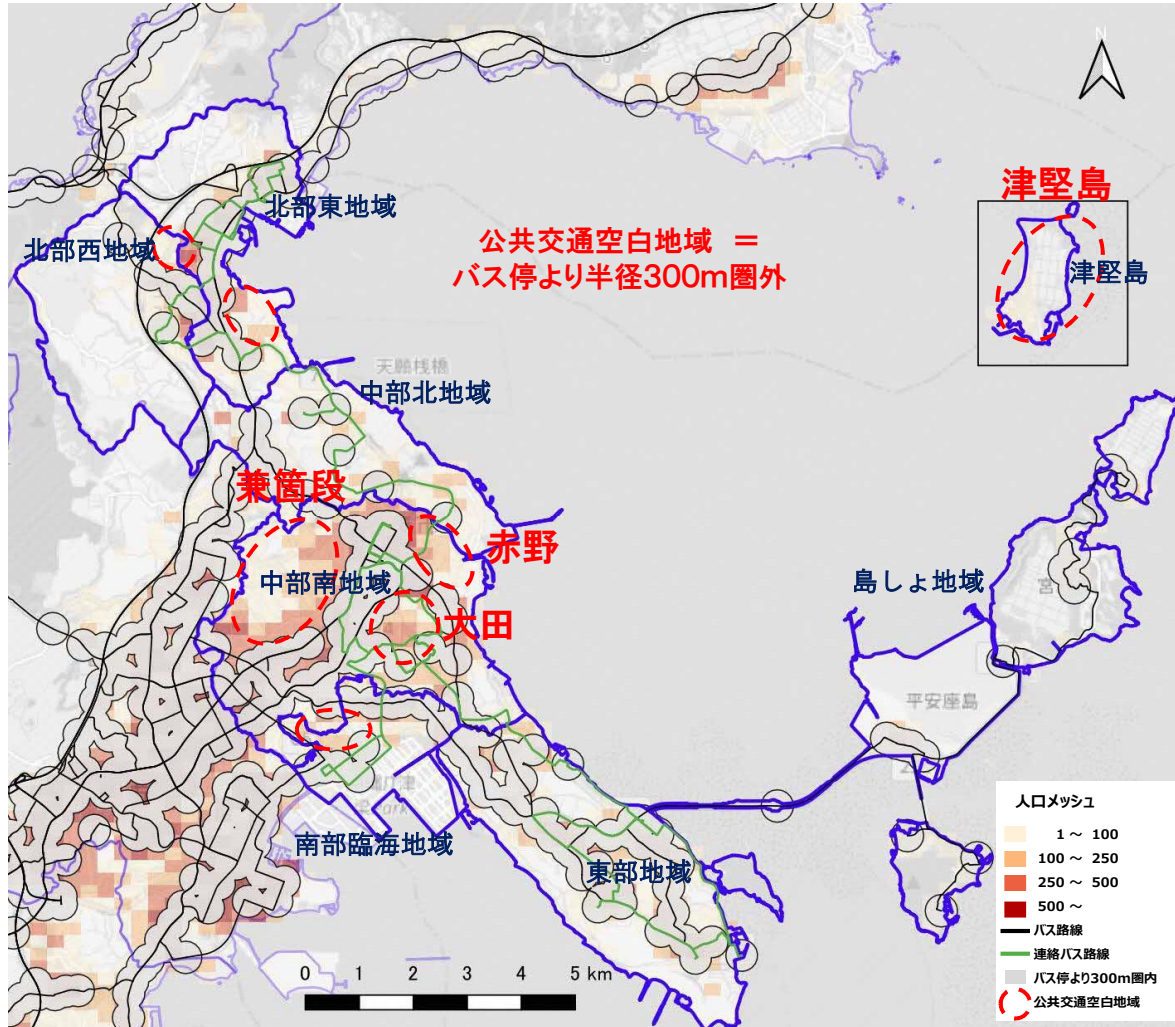 N
津堅島
北部東地域
北部西地域
公共交通空白地域 ＝
バス停より半径300m圏外
津堅島
天願桟橋
中部北地域
兼箇段
赤野
中部南地域
島しょ地域
大田
宮
平安座島
南部臨海地域
東部地域
0 1 2 3 4 5 km
人口メッシュ
1 ～ 100
100 ～ 250
250 ～ 500
500 ～
バス路線
連絡バス路線
バス停より300m圏内
公共交通空白地域